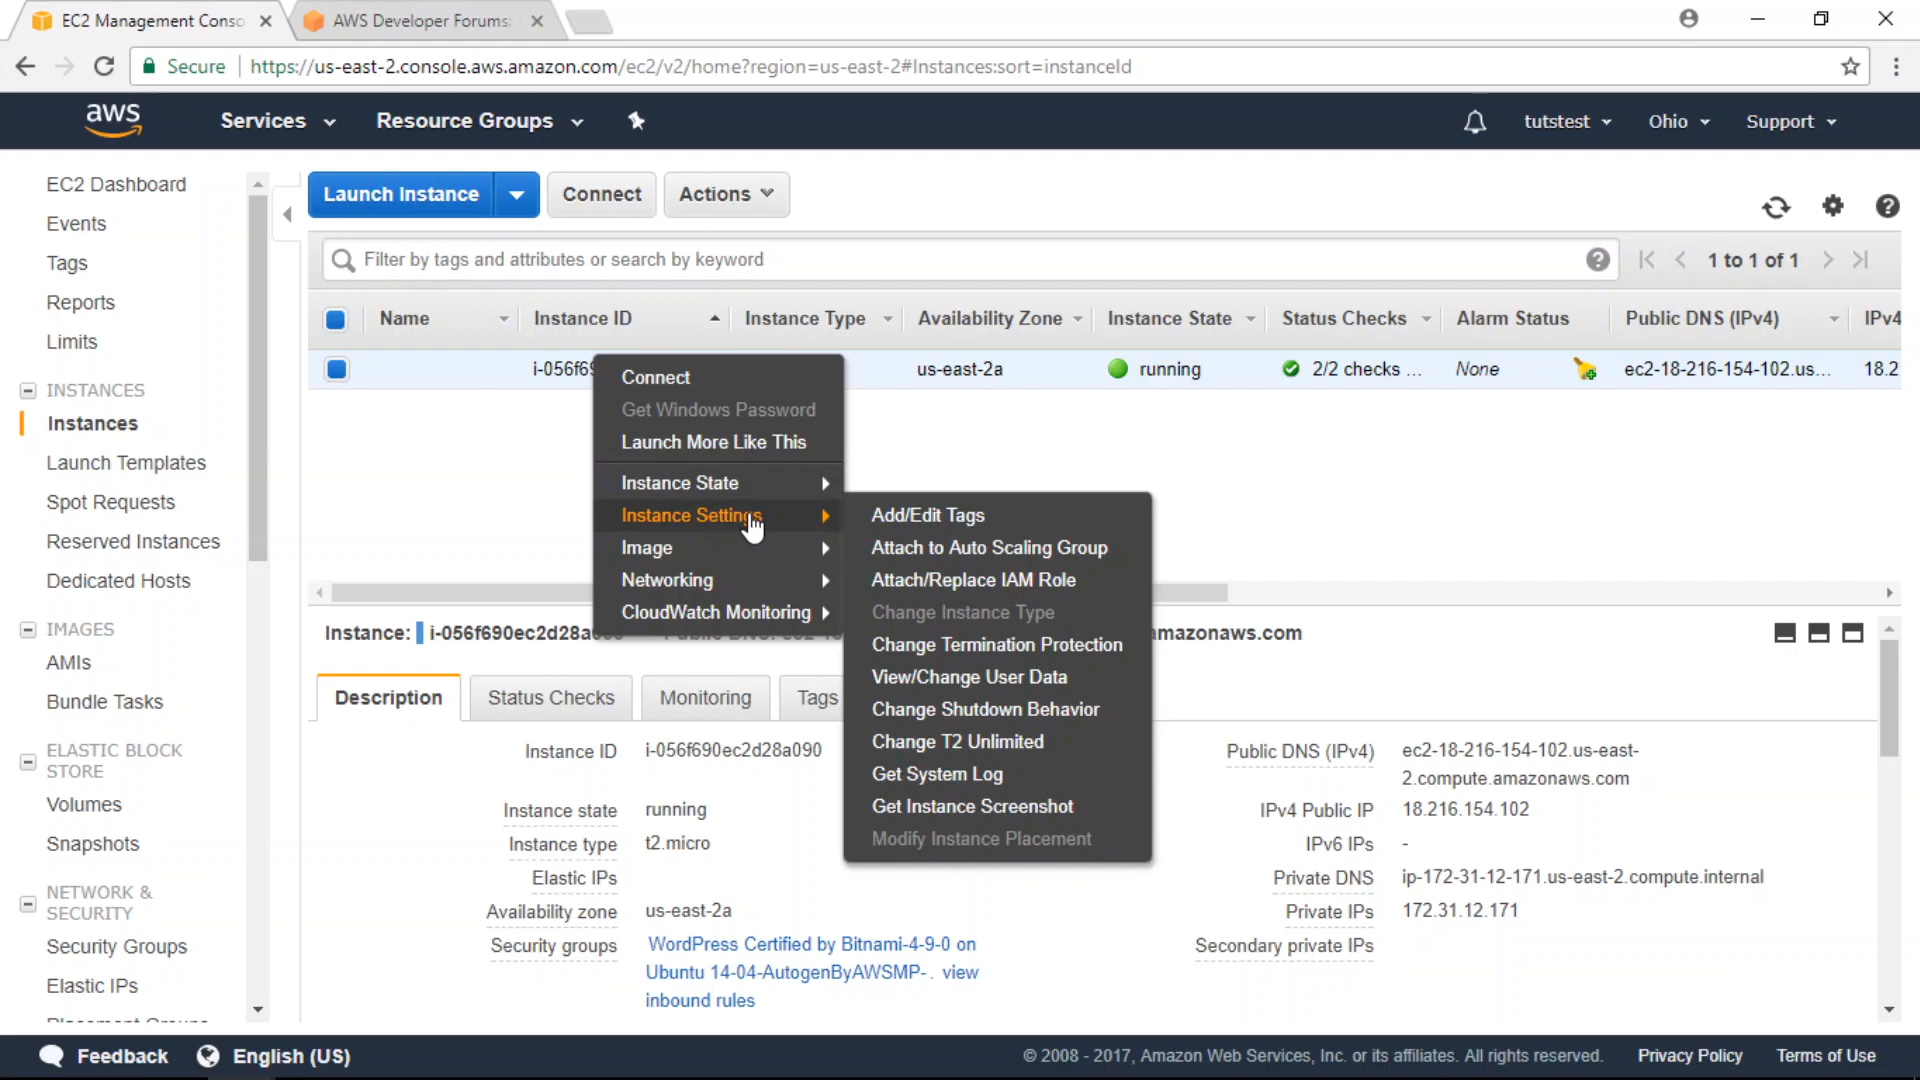 EC2 Management Conso
AWS Developer Forums:
Secure
https://us-east-2.console.aws.amazon.com/ec2/v2/home?region=us-east-2#Instances:sort=instanceId
aws
Services
Resource Groups
tutstest
Ohio
Support
EC2 Dashboard
Events
Tags
Reports
Limits
INSTANCES
Instances
Launch Templates
Spot Requests
Reserved Instances
Dedicated Hosts
IMAGES
AMIs
Bundle Tasks
ELASTIC BLOCK
STORE
Volumes
Snapshots
NETWORK &
SECURITY
Security Groups
Elastic IPs
Launch Instance
Connect
Actions
Filter by tags and attributes or search by keyword
1 to 1 of 1
Name
Instance ID
Instance Type
Availability Zone
Instance State
Status Checks
Alarm Status
Public DNS (IPv4)
IPv4
i-056f69
us-east-2a
running
2/2 checks ...
None
ec2-18-216-154-102.us...
18.2
Connect
Get Windows Password
Launch More Like This
Instance State
Instance Settings
Image
Networking
CloudWatch Monitoring
Add/Edit Tags
Attach to Auto Scaling Group
Attach/Replace IAM Role
Change Instance Type
Change Termination Protection
View/Change User Data
Change Shutdown Behavior
Change T2 Unlimited
Get System Log
Get Instance Screenshot
Modify Instance Placement
Instance: i-056f690ec2d28a
mazonaws.com
Description
Status Checks
Monitoring
Tags
Instance ID i-056f690ec2d28a090
Instance state running
Instance type t2.micro
Elastic IPs
Availability zone us-east-2a
Security groups WordPress Certified by Bitnami-4-9-0 on
Ubuntu 14-04-AutogenByAWSMP-. view
inbound rules
Public DNS (IPv4) ec2-18-216-154-102.us-east-
2.compute.amazonaws.com
IPv4 Public IP 18.216.154.102
IPv6 IPs -
Private DNS ip-172-31-12-171.us-east-2.compute.internal
Private IPs 172.31.12.171
Secondary private IPs
Feedback
English (US)
© 2008 - 2017, Amazon Web Services, Inc. or its affiliates. All rights reserved.
Privacy Policy
Terms of Use